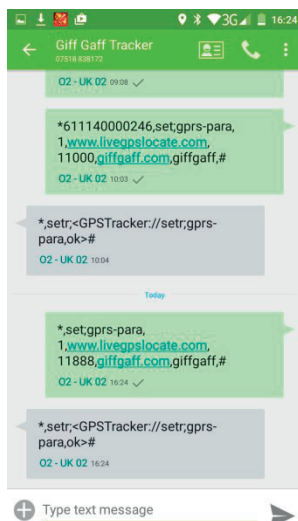 3G 16:24
Giff Gaff Tracker
07818 838172
O2 - UK 02 09:08
*611140000246,set;gprs-para,
1,www.livegpslocate.com,
11000,giffgaff.com,giffgaff,#
O2 - UK 02 10:03
*,setr;<GPSTracker://setr;gprs-
para,ok>#
O2 - UK 02 10:04
Today
*,set;gprs-para,
1,www.livegpslocate.com,
11888,giffgaff.com,giffgaff,#
O2 - UK 02 16:24
*,setr;<GPSTracker://setr;gprs-
para,ok>#
O2 - UK 02 16:24
Type text message